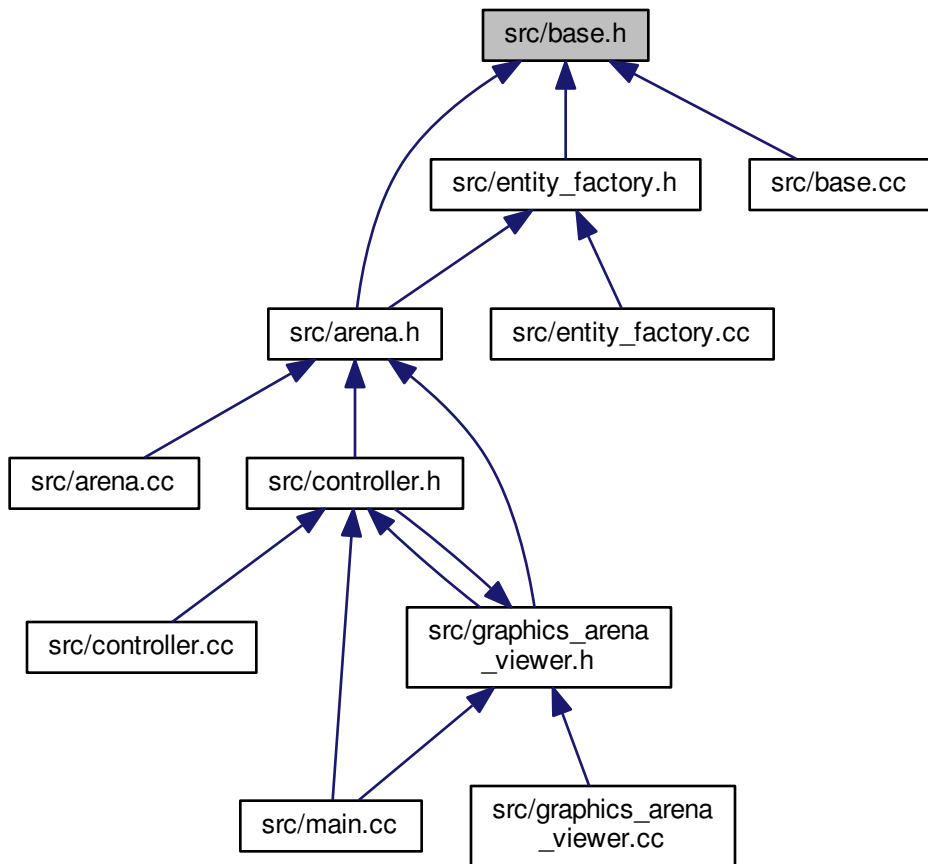 src/base.h
src/entity_factory.h
src/base.cc
src/arena.h
src/entity_factory.cc
src/arena.cc
src/controller.h
src/controller.cc
src/graphics_arena
_viewer.h
src/main.cc
src/graphics_arena
_viewer.cc